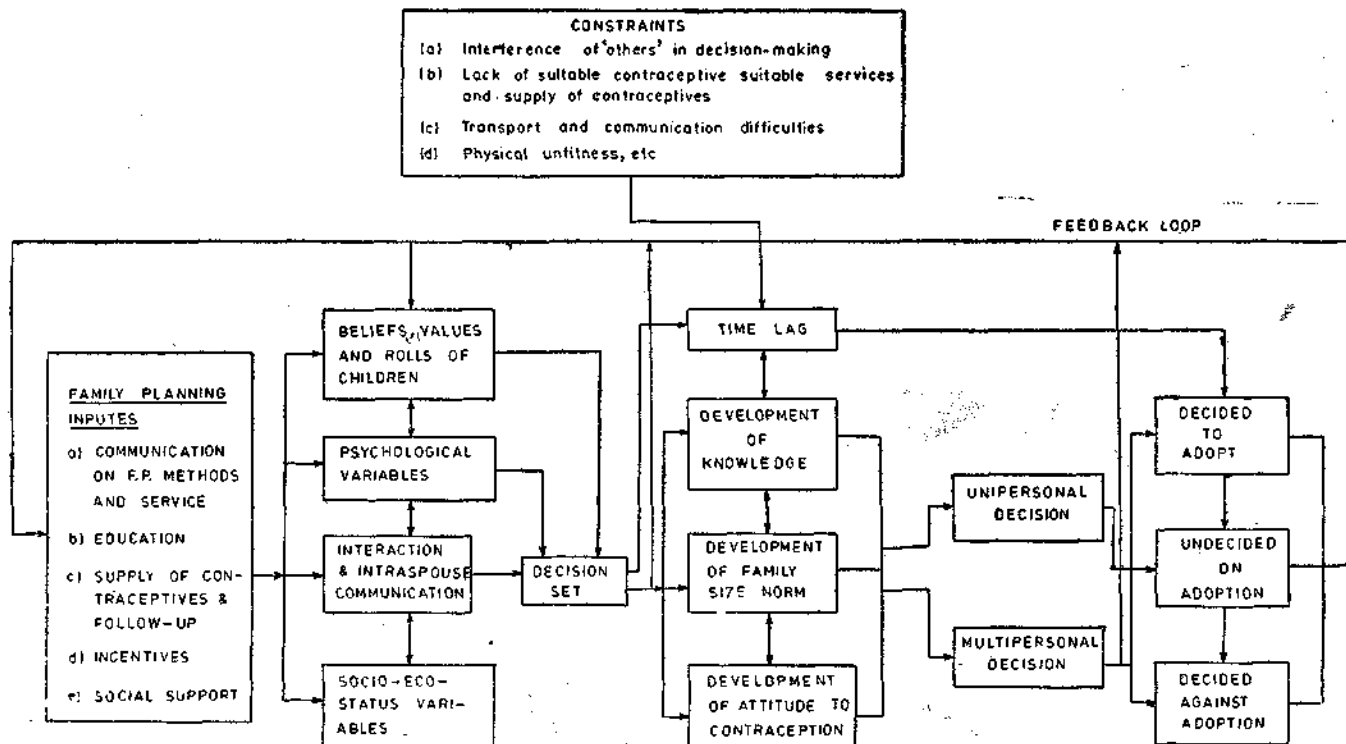 CONSTRAINTS
(a) Interference of 'others' in decision-making
(b) Lack of suitable contraceptive suitable services
and supply of contraceptives
(c) Transport and communication difficulties
(d) Physical unfitness, etc
FEEDBACK LOOP
FAMILY PLANNING
INPUTES
a) COMMUNICATION
ON F.P. METHODS
AND SERVICE
b) EDUCATION
c) SUPPLY OF CON-
TRACEPTIVES &
FOLLOW-UP
d) INCENTIVES
e) SOCIAL SUPPORT
BELIEFS, VALUES
AND ROLLS OF
CHILDREN
PSYCHOLOGICAL
VARIABLES
INTERACTION
& INTRASPOUSE
COMMUNICATION
SOCIO-ECO-
STATUS VARI-
ABLES
DECISION
SET
TIME LAG
DEVELOPMENT
OF
KNOWLEDGE
DEVELOPMENT
OF FAMILY
SIZE NORM
DEVELOPMENT
OF ATTITUDE TO
CONTRACEPTION
UNIPERSONAL
DECISION
MULTIPERSONAL
DECISION
DECIDED
TO
ADOPT
UNDECIDED
ON
ADOPTION
DECIDED
AGAINST
ADOPTION